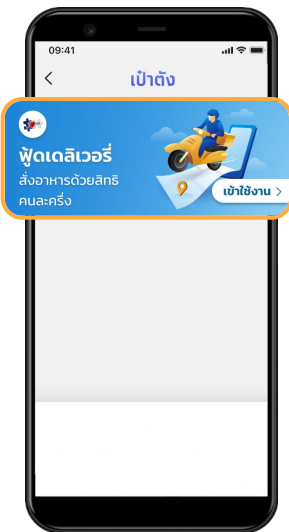 09:41
เป๋าตัง
ฟู้ดเดลิเวอรี่
สั่งอาหารด้วยสิทธิ
คนละครึ่ง
เข้าใช้งาน >